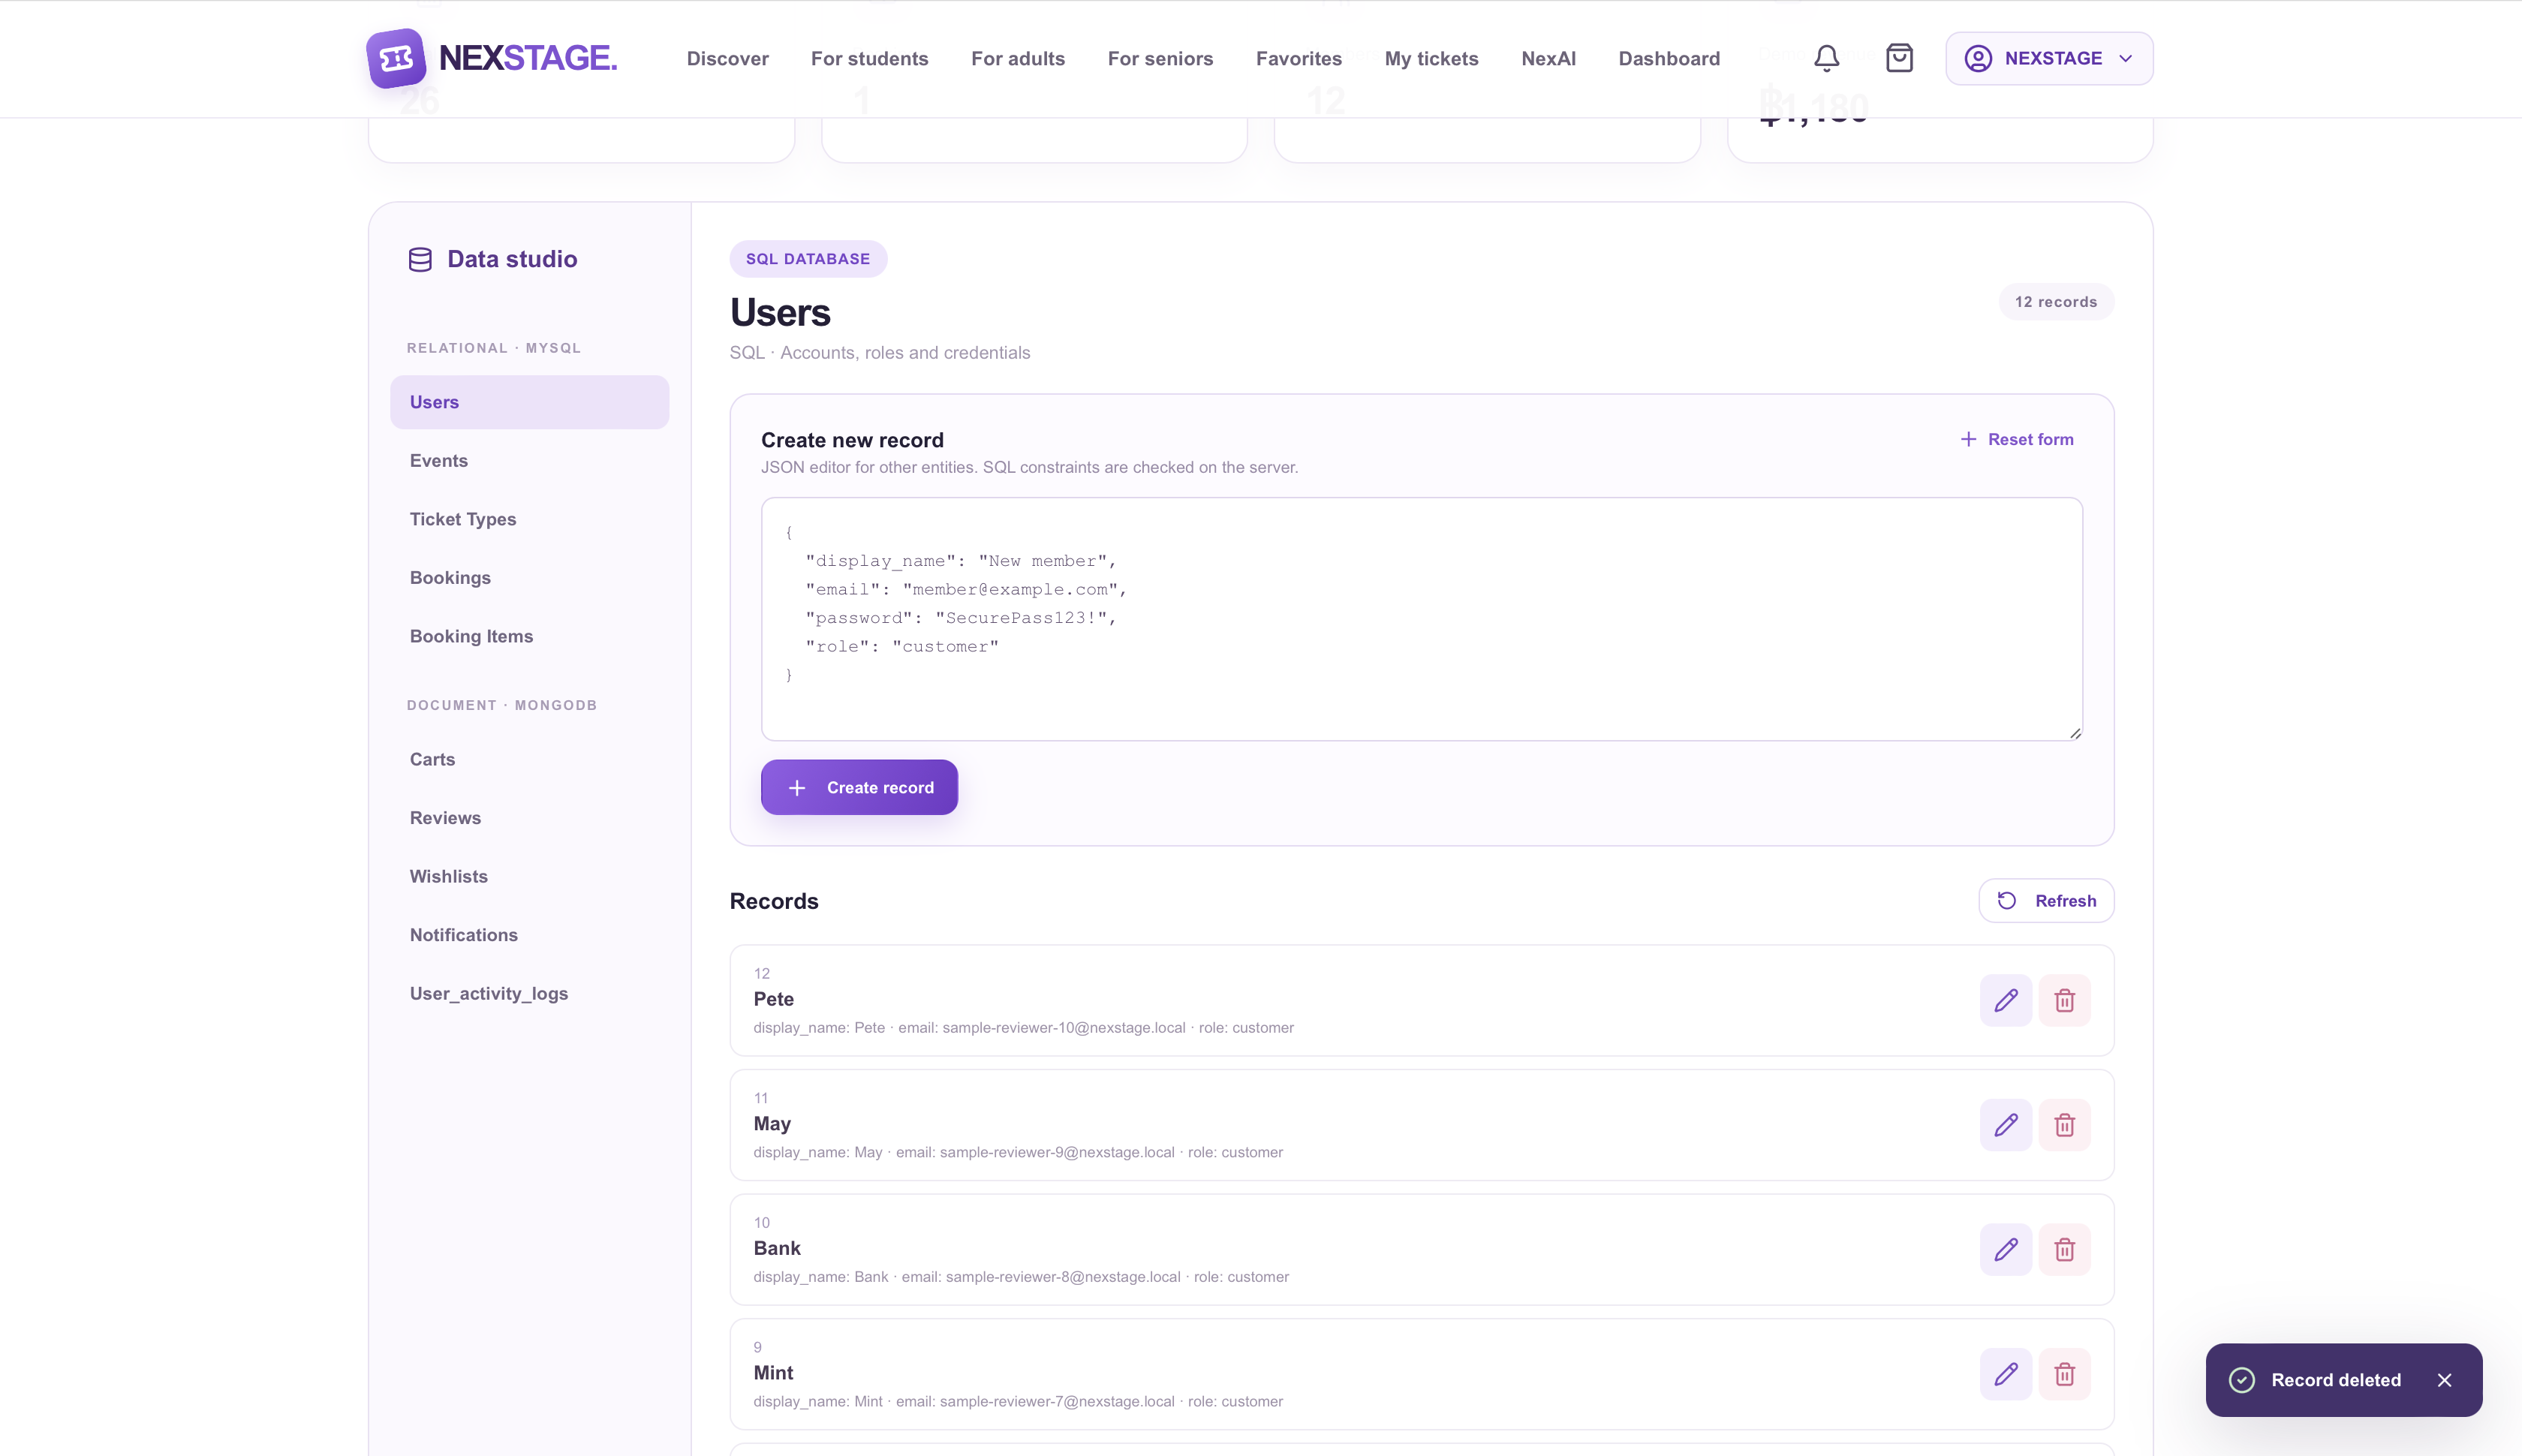 NEXSTAGE.
Discover
For students
For adults
For seniors
Favorites
My tickets
NexAI
Dashboard
NEXSTAGE
26
1
12
฿1,180
Data studio
RELATIONAL · MYSQL
Users
Events
Ticket Types
Bookings
Booking Items
DOCUMENT · MONGODB
Carts
Reviews
Wishlists
Notifications
User_activity_logs
SQL DATABASE
Users
SQL · Accounts, roles and credentials
12 records
Create new record
JSON editor for other entities. SQL constraints are checked on the server.
Reset form
{
"display_name": "New member",
"email": "member@example.com",
"password": "SecurePass123!",
"role": "customer"
}
Create record
Records
Refresh
12
Pete
display_name: Pete · email: sample-reviewer-10@nexstage.local · role: customer
11
May
display_name: May · email: sample-reviewer-9@nexstage.local · role: customer
10
Bank
display_name: Bank · email: sample-reviewer-8@nexstage.local · role: customer
9
Mint
display_name: Mint · email: sample-reviewer-7@nexstage.local · role: customer
Record deleted